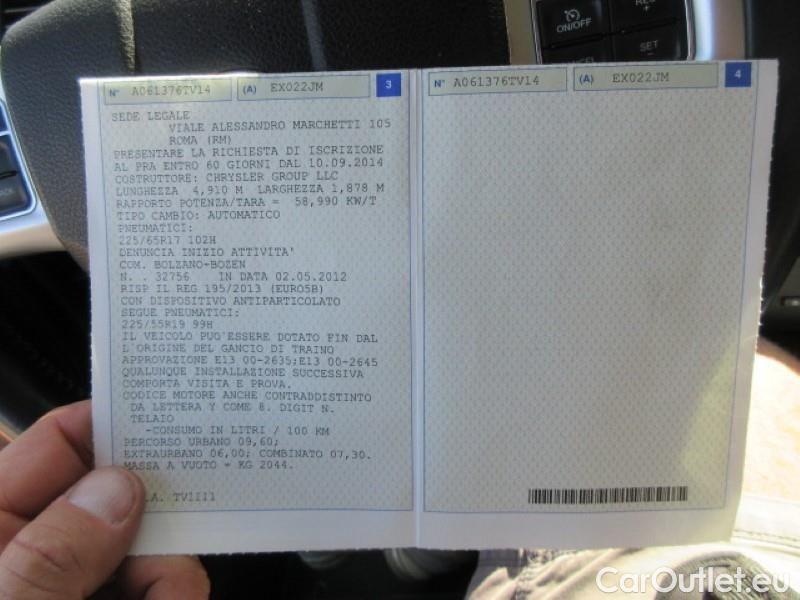 ON/OFF
RES +
SET
N° A061376TV14 (A) EX022JM 3
SEDE LEGALE
VIALE ALESSANDRO MARCHETTI 105
ROMA (RM)
PRESENTARE LA RICHIESTA DI ISCRIZIONE
AL PRA ENTRO 60 GIORNI DAL 10.09.2014
COSTRUTTORE: CHRYSLER GROUP LLC
LUNGHEZZA 4,910 M LARGHEZZA 1,878 M
RAPPORTO POTENZA/TARA = 58,990 KW/T
TIPO CAMBIO: AUTOMATICO
PNEUMATICI:
225/65R17 102H
DENUNCIA INIZIO ATTIVITA'
COM. BOLZANO-BOZEN
N. . 32756 IN DATA 02.05.2012
RISP IL REG 195/2013 (EURO5B)
CON DISPOSITIVO ANTIPARTICOLATO
SEGUE PNEUMATICI:
225/55R19 99H
IL VEICOLO PUO'ESSERE DOTATO FIN DAL
L'ORIGINE DEL GANCIO DI TRAINO
APPROVAZIONE E13 00-2635;E13 00-2645
QUALUNQUE INSTALLAZIONE SUCCESSIVA
COMPORTA VISITA E PROVA.
CODICE MOTORE ANCHE CONTRADDISTINTO
DA LETTERA Y COME 8. DIGIT N.
TELAIO
-CONSUMO IN LITRI / 100 KM
PERCORSO URBANO 09,60;
EXTRAURBANO 06,00; COMBINATO 07,30.
MASSA A VUOTO = KG 2044.
.A. TV1111
N° A061376TV14 (A) EX022JM 4
CarOutlet.eu